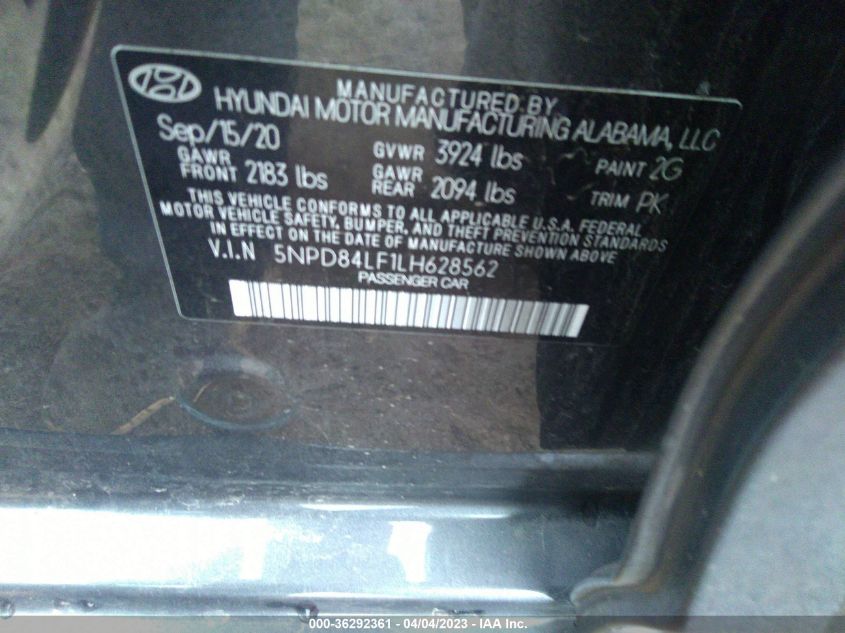 MANUFACTURED BY
HYUNDAI MOTOR MANUFACTURING ALABAMA, LLC
Sep/15/20 GVWR 3924 lbs PAINT 2G
GAWR FRONT 2183 lbs GAWR REAR 2094 lbs TRIM PK
THIS VEHICLE CONFORMS TO ALL APPLICABLE U.S.A. FEDERAL
MOTOR VEHICLE SAFETY, BUMPER, AND THEFT PREVENTION STANDARDS
IN EFFECT ON THE DATE OF MANUFACTURE SHOWN ABOVE
V.I.N 5NPD84LF1LH628562
PASSENGER CAR
000-36292361 - 04/04/2023 - IAA Inc.